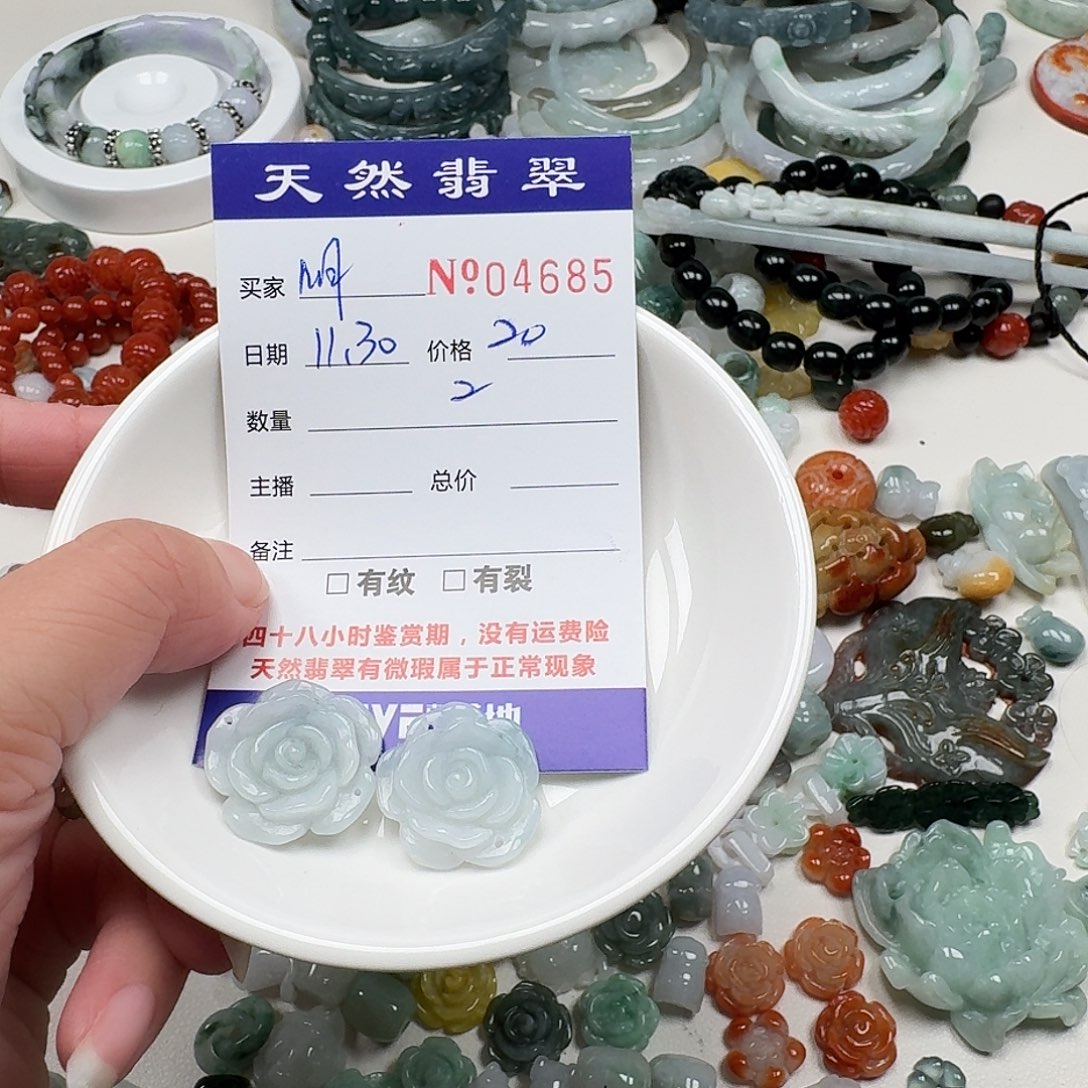 天然翡翠
买家 No 04685
日期 11.30 价格 20
数量 2
主播 总价
备注
□有纹 □有裂
四十八小时鉴赏期，没有运费险
天然翡翠有微瑕属于正常现象